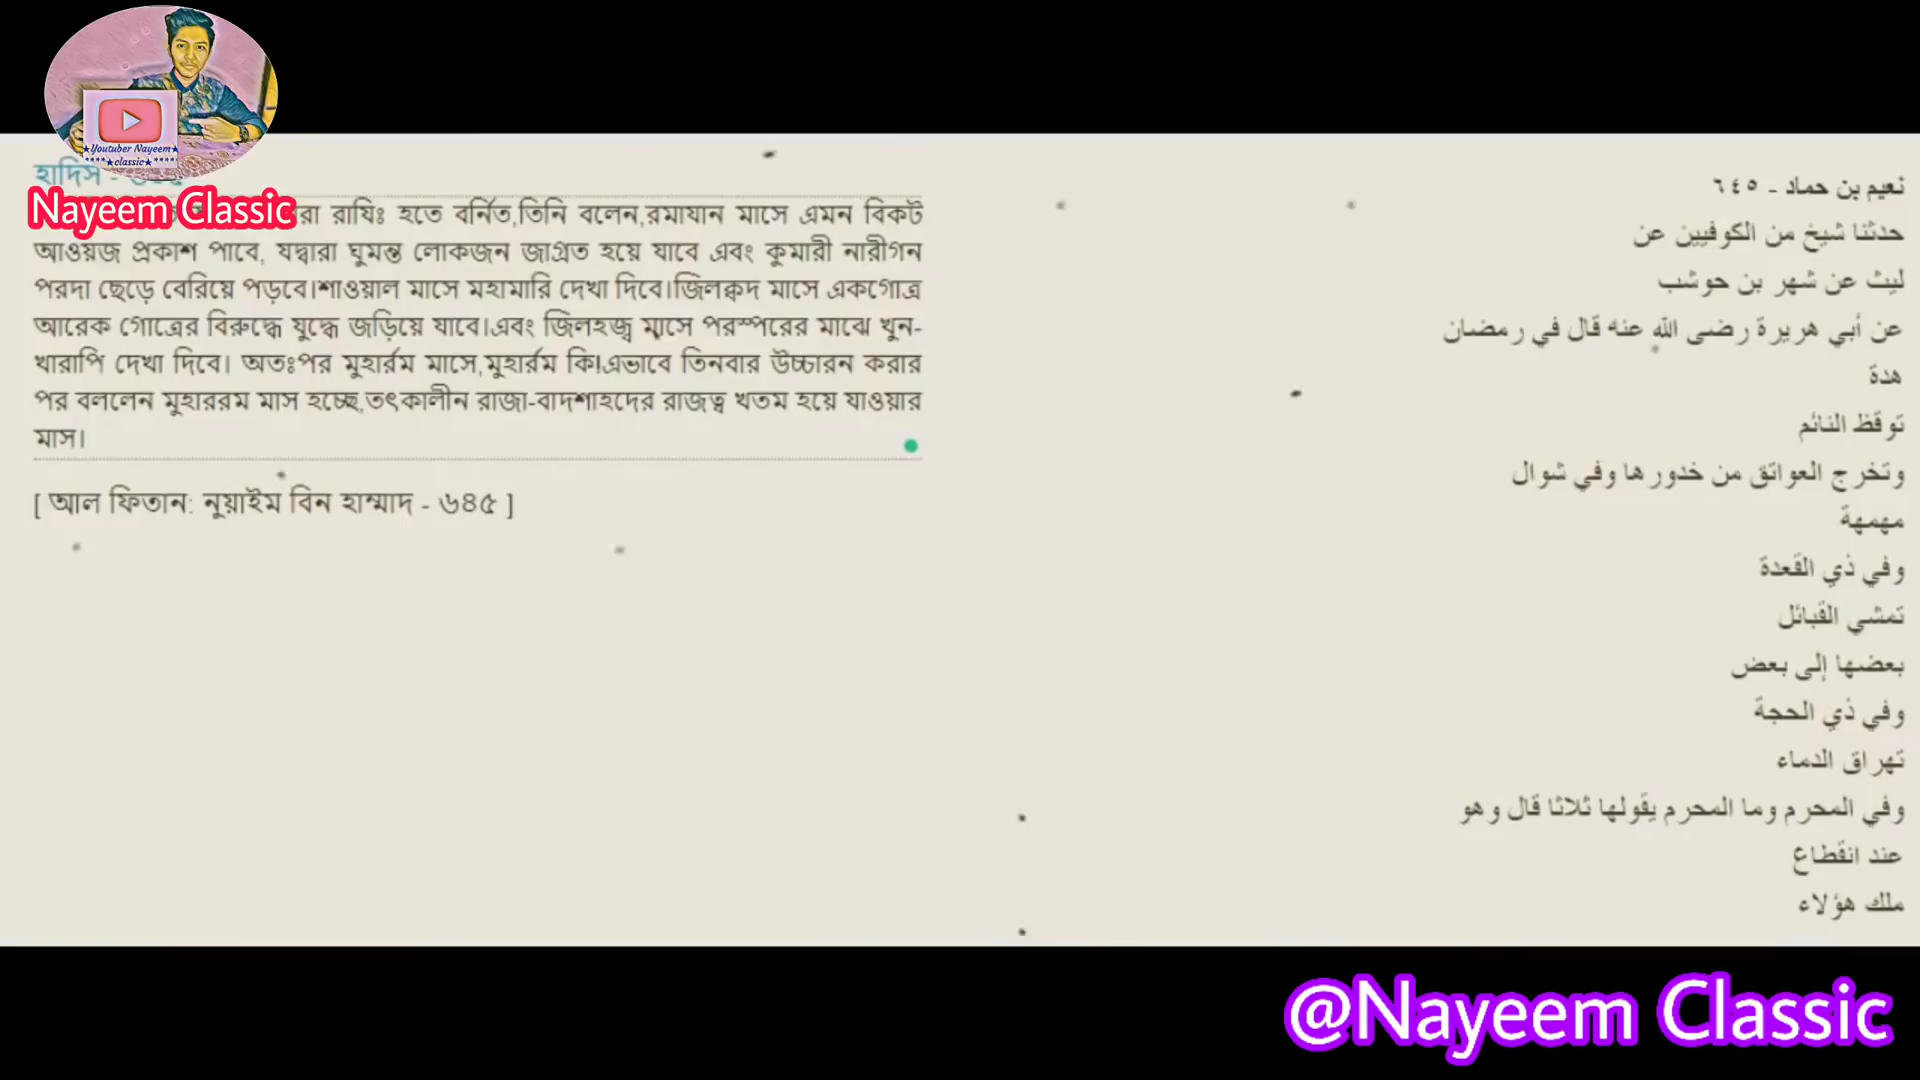 ★Youtuber Nayeem★
****★classic★*****
হাদিস -
Nayeem Classic
রা রাযিঃ হতে বর্নিত,তিনি বলেন,রমাযান মাসে এমন বিকট
আওয়জ প্রকাশ পাবে, যদ্বারা ঘুমন্ত লোকজন জাগ্রত হয়ে যাবে এবং কুমারী নারীগন
পরদা ছেড়ে বেরিয়ে পড়বে।শাওয়াল মাসে মহামারি দেখা দিবে।জিলক্বদ মাসে একগোত্র
আরেক গোত্রের বিরুদ্ধে যুদ্ধে জড়িয়ে যাবে।এবং জিলহজ্ব মাসে পরস্পরের মাঝে খুন-
খারাপি দেখা দিবে। অতঃপর মুহার্রম মাসে,মুহার্রম কি!এভাবে তিনবার উচ্চারন করার
পর বললেন মুহাররম মাস হচ্ছে,তৎকালীন রাজা-বাদশাহদের রাজত্ব খতম হয়ে যাওয়ার
মাস।
[ আল ফিতান: নুয়াইম বিন হাম্মাদ - ৬৪৫ ]
نعيم بن حماد - ٦٤٥
حدثنا شيخ من الكوفيين عن
ليث عن شهر بن حوشب
عن أبي هريرة رضى الله عنه قال في رمضان
هدة
توقظ النائم
وتخرج العواتق من خدورها وفي شوال
مهمهة
وفي ذي القعدة
تمشي القبائل
بعضها إلى بعض
وفي ذي الحجة
تهراق الدماء
وفي المحرم وما المحرم يقولها ثلاثا قال وهو
عند انقطاع
ملك هؤلاء
@Nayeem Classic